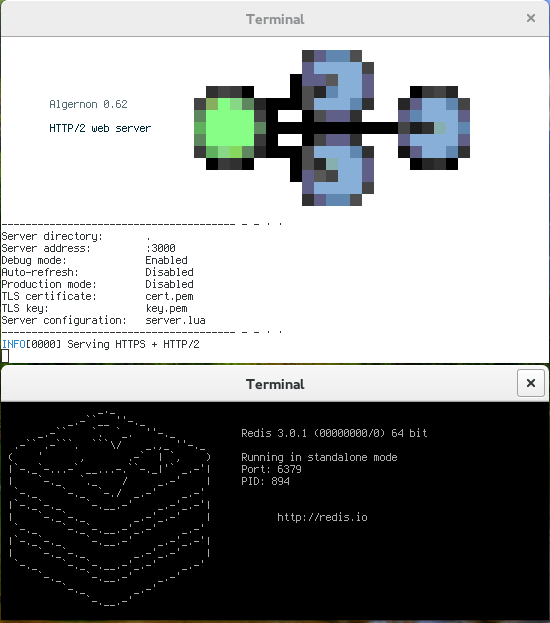 Terminal
Algernon 0.62
HTTP/2 web server
Server directory: .
Server address: :3000
Debug mode: Enabled
Auto-refresh: Disabled
Production mode: Disabled
TLS certificate: cert.pem
TLS key: key.pem
Server configuration: server.lua
INFO[0000] Serving HTTPS + HTTP/2
Terminal
Redis 3.0.1 (00000000/0) 64 bit
Running in standalone mode
Port: 6379
PID: 894
http://redis.io